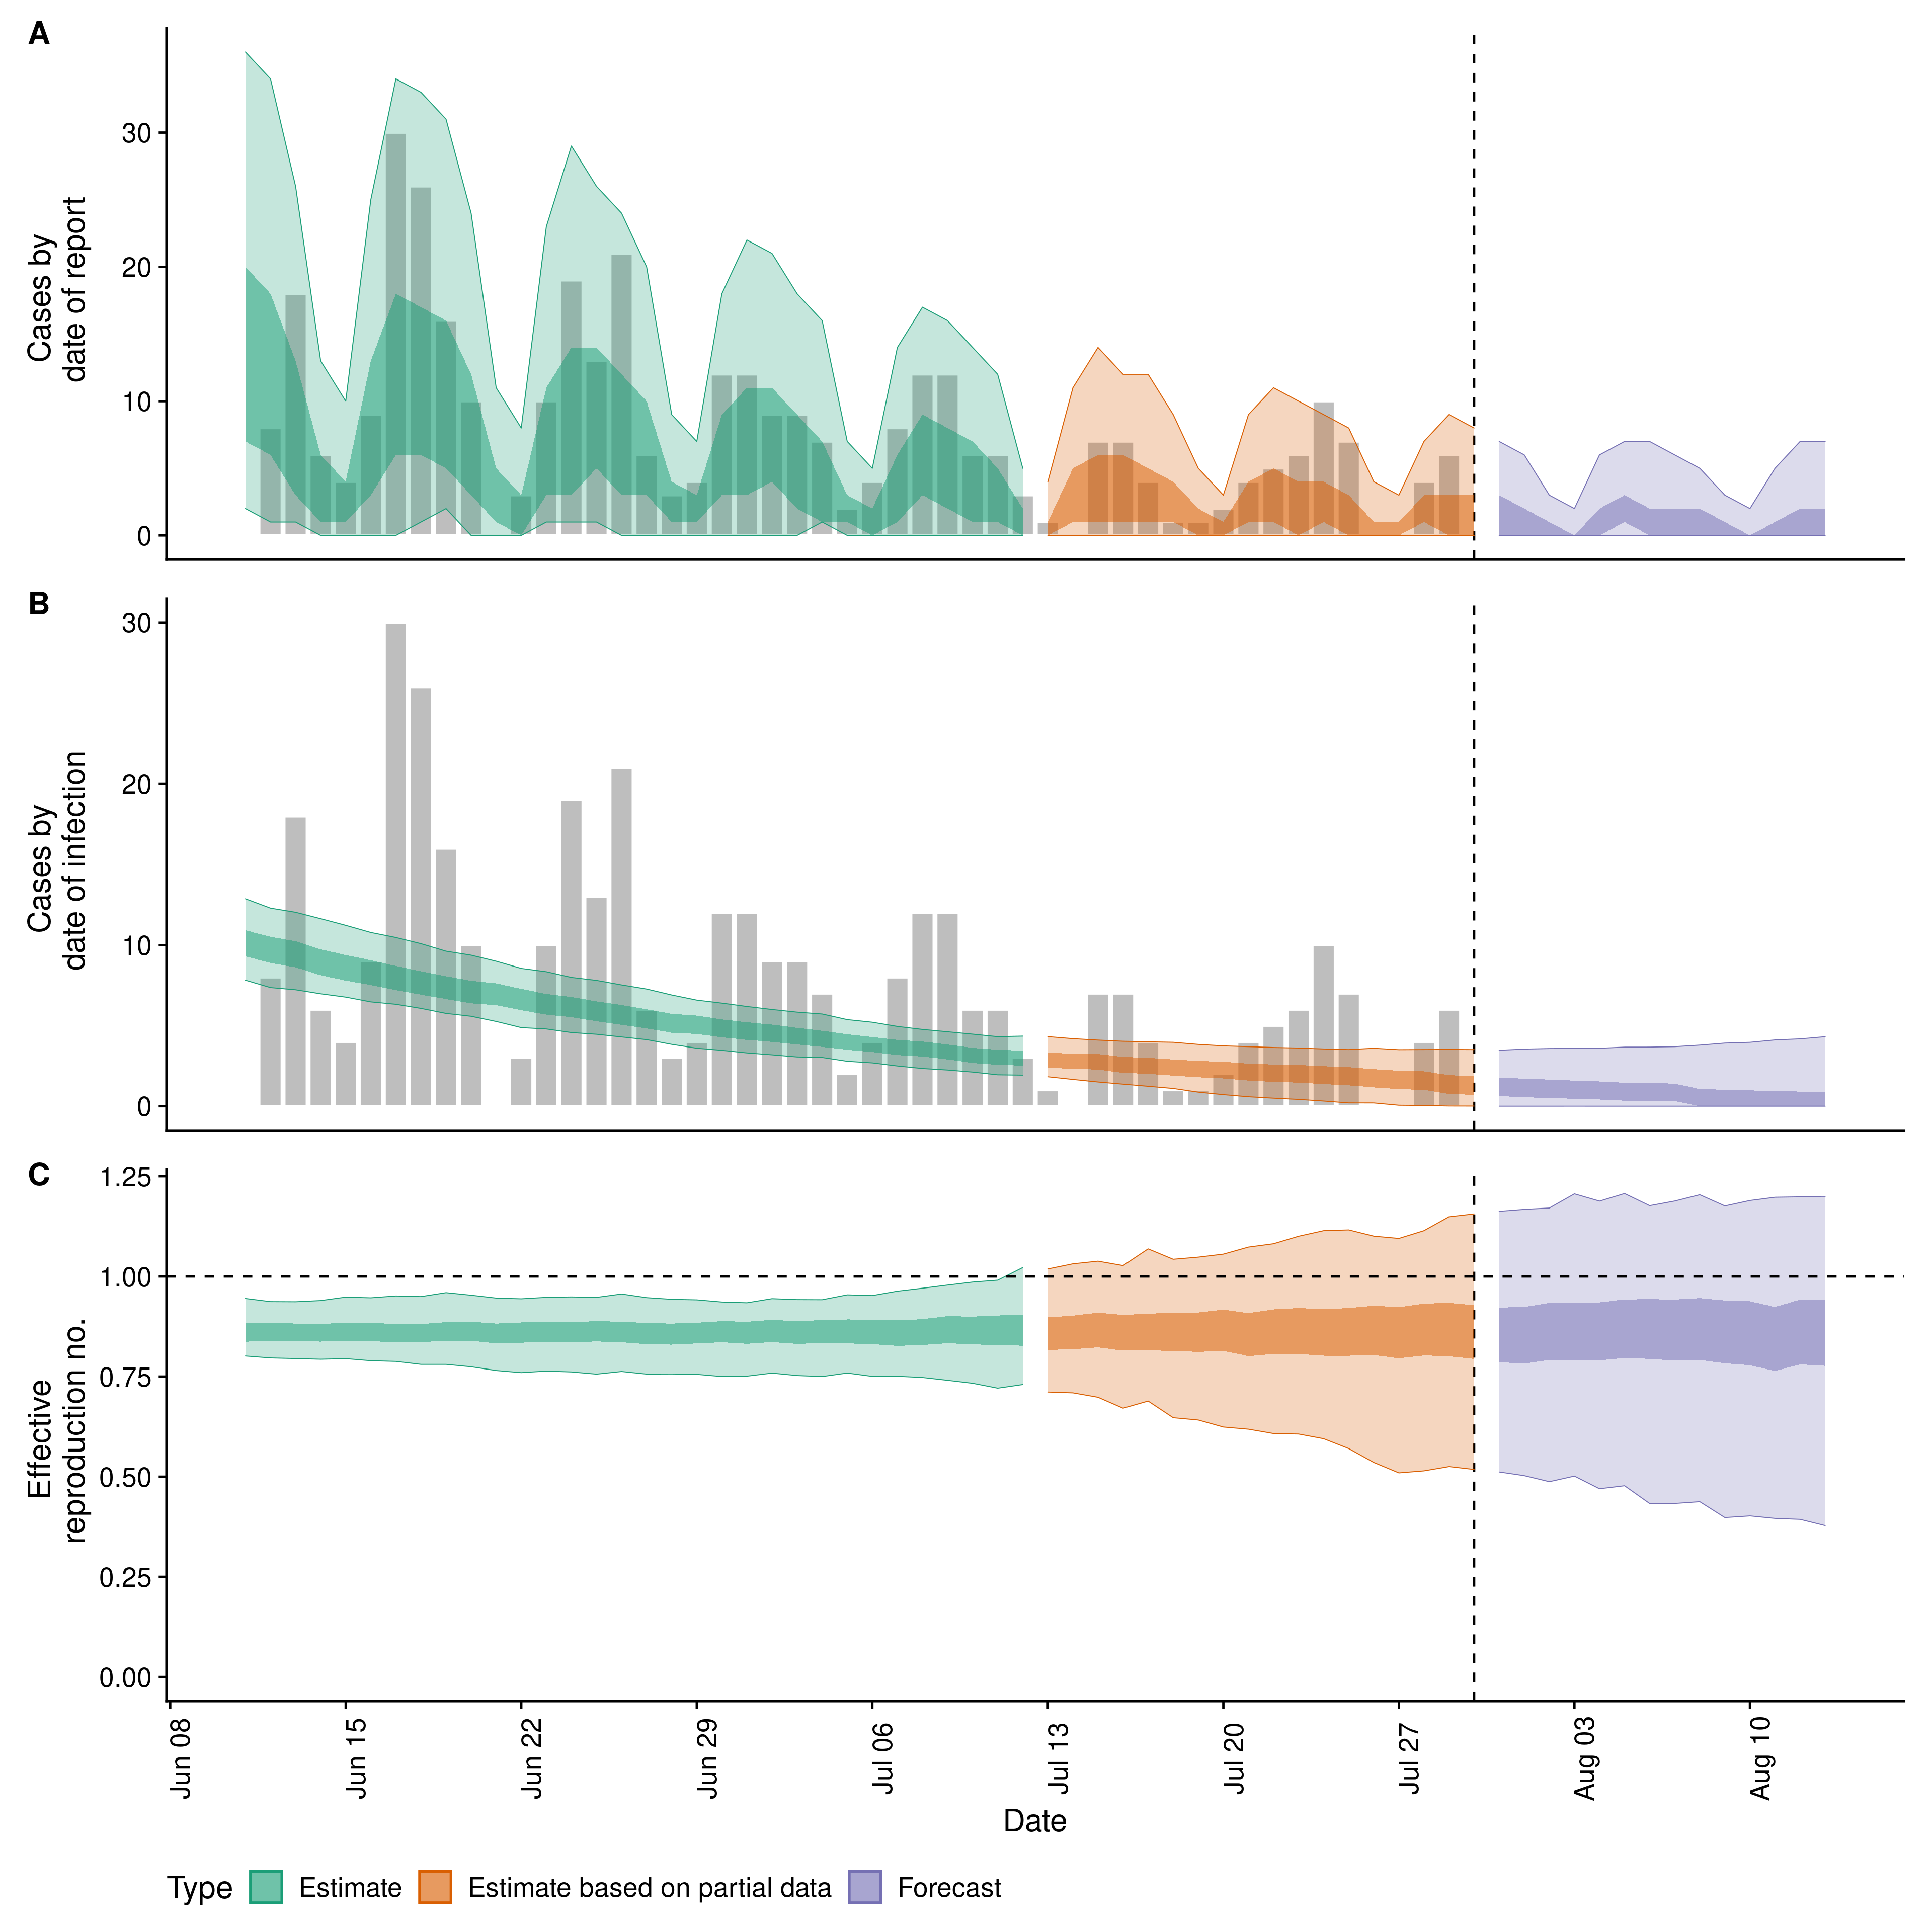 A
Cases by
date of report
30
20
10
0
B
Cases by
date of infection
30
20
10
0
C
Effective
reproduction no.
1.25
1.00
0.75
0.50
0.25
0.00
Jun 08
Jun 15
Jun 22
Jun 29
Jul 06
Jul 13
Jul 20
Jul 27
Aug 03
Aug 10
Date
Type Estimate Estimate based on partial data Forecast